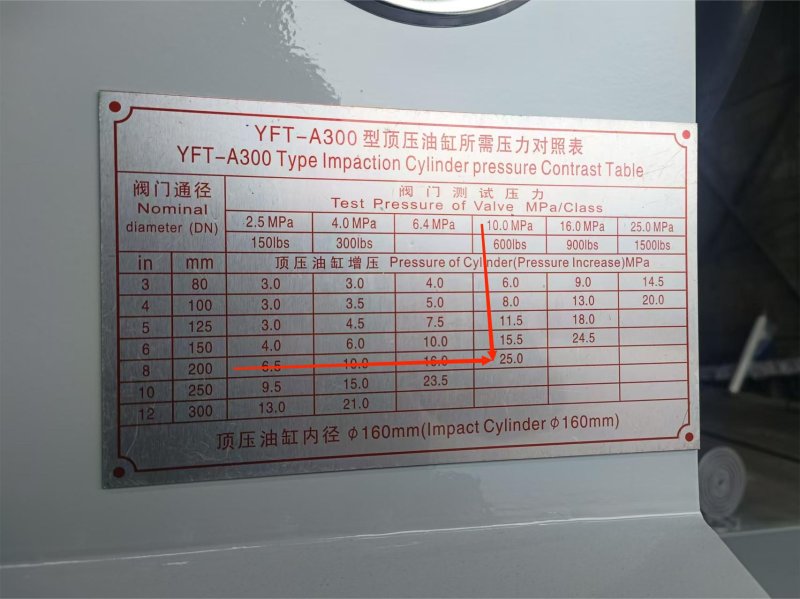 YFT-A300 型顶压油缸所需压力对照表
YFT-A300 Type Impaction Cylinder pressure Contrast Table
阀门通径
Nominal
diameter (DN)
阀门测试压力
Test Pressure of Valve MPa/Class
2.5 MPa 4.0 MPa 6.4 MPa 10.0 MPa 16.0 MPa 25.0 MPa
150lbs 300lbs 600lbs 900lbs 1500lbs
in mm 顶压油缸增压 Pressure of Cylinder(Pressure Increase)MPa
3 80 3.0 3.0 4.0 6.0 9.0 14.5
4 100 3.0 3.5 5.0 8.0 13.0 20.0
5 125 3.0 4.5 7.5 11.5 18.0
6 150 4.0 6.0 10.0 15.5 24.5
8 200 6.5 10.0 16.0 25.0
10 250 9.5 15.0 23.5
12 300 13.0 21.0
顶压油缸内径 ф160mm(Impact Cylinder ф160mm)